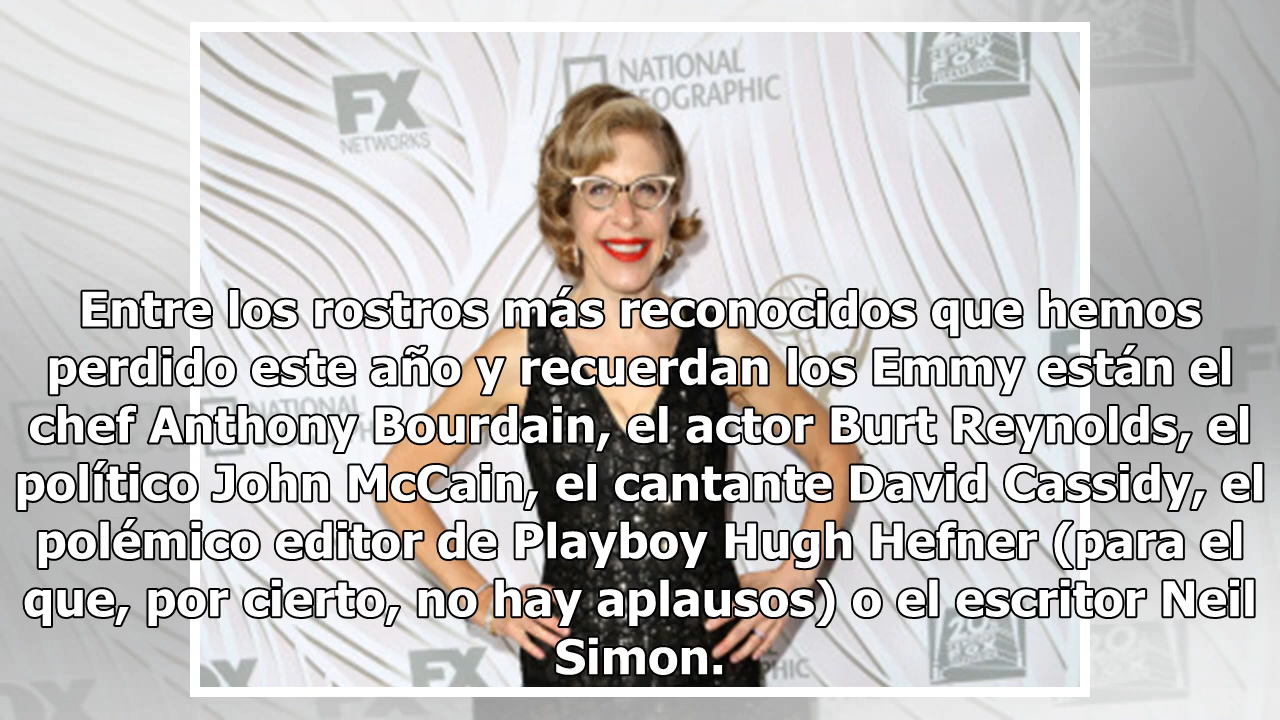 FX
NETWORKS
NATIONAL
GEOGRAPHIC
Entre los rostros más reconocidos que hemos
perdido este año y recuerdan los Emmy están el
chef Anthony Bourdain, el actor Burt Reynolds, el
político John McCain, el cantante David Cassidy, el
polémico editor de Playboy Hugh Hefner (para el
que, por cierto, no hay aplausos) o el escritor Neil
Simon.
FX